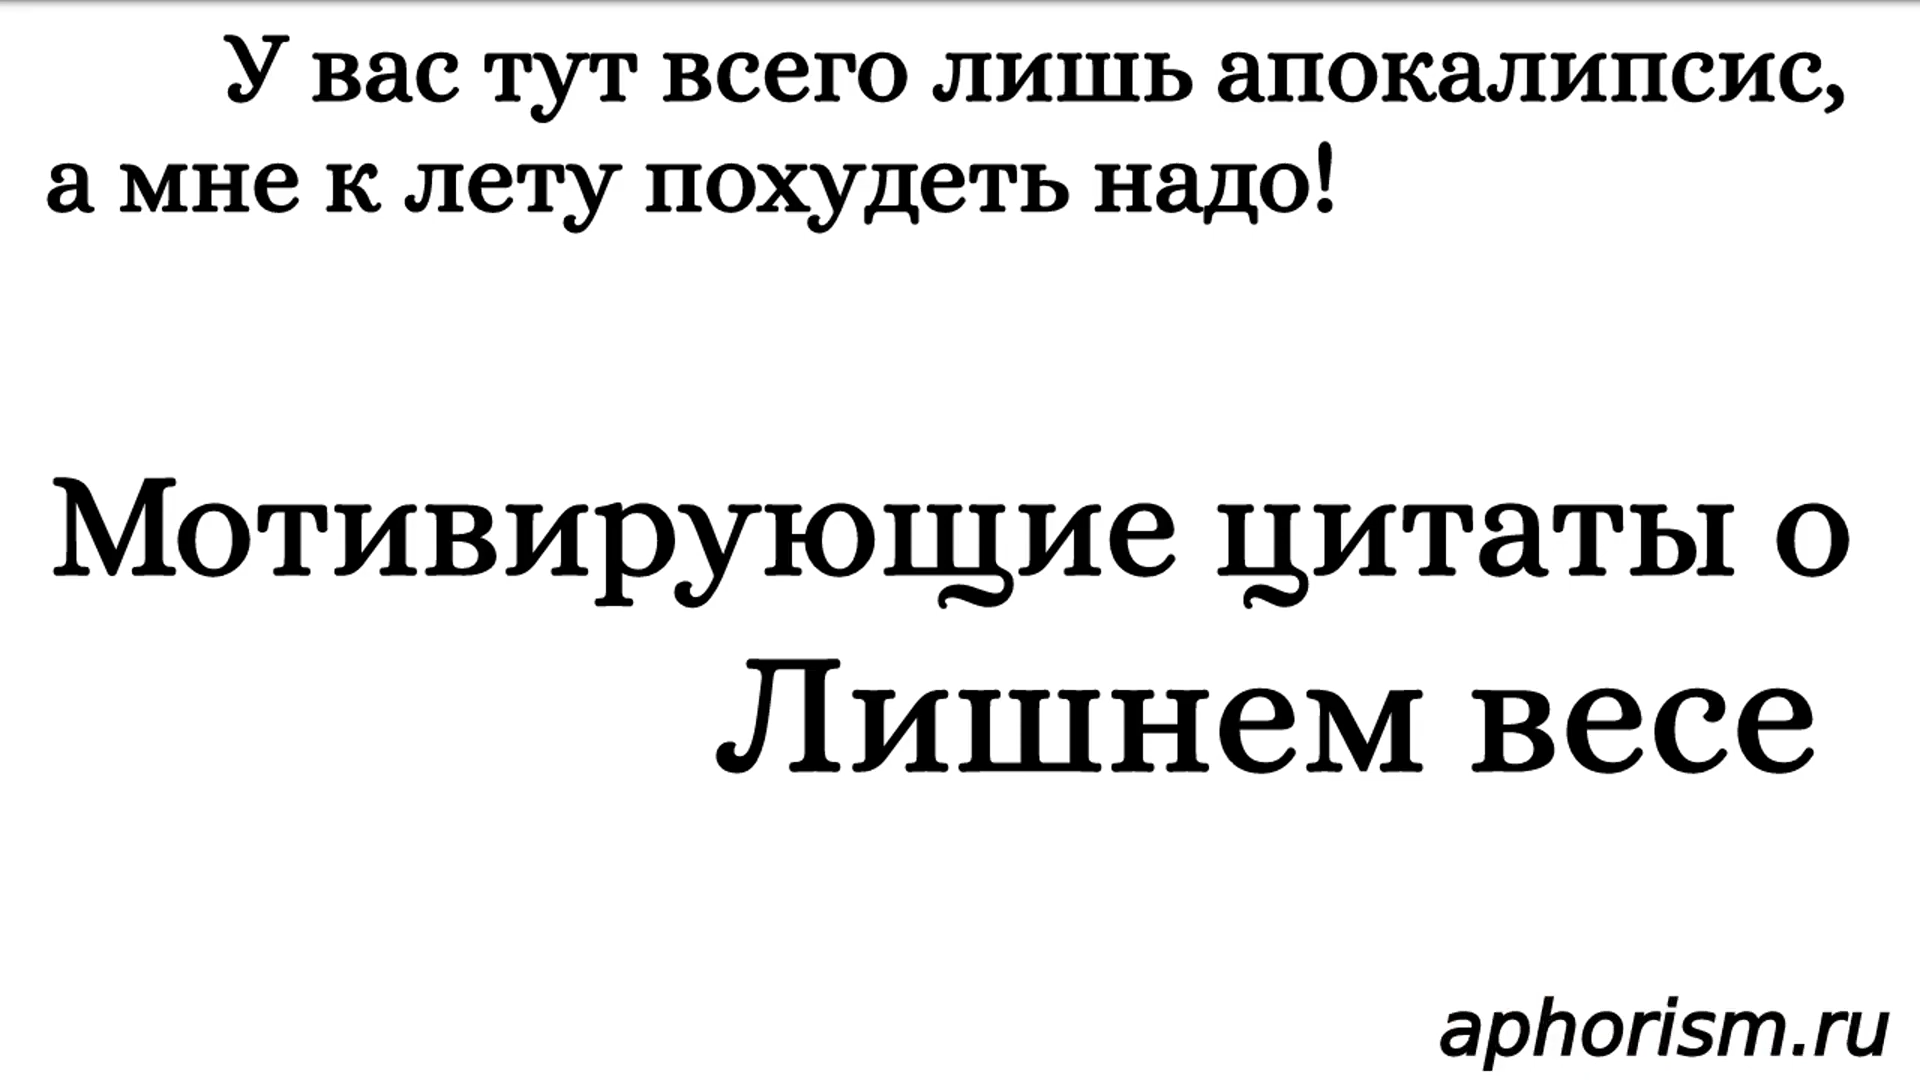 У вас тут всего лишь апокалипсис,
а мне к лету похудеть надо!
Мотивирующие цитаты о
Лишнем весе
aphorism.ru